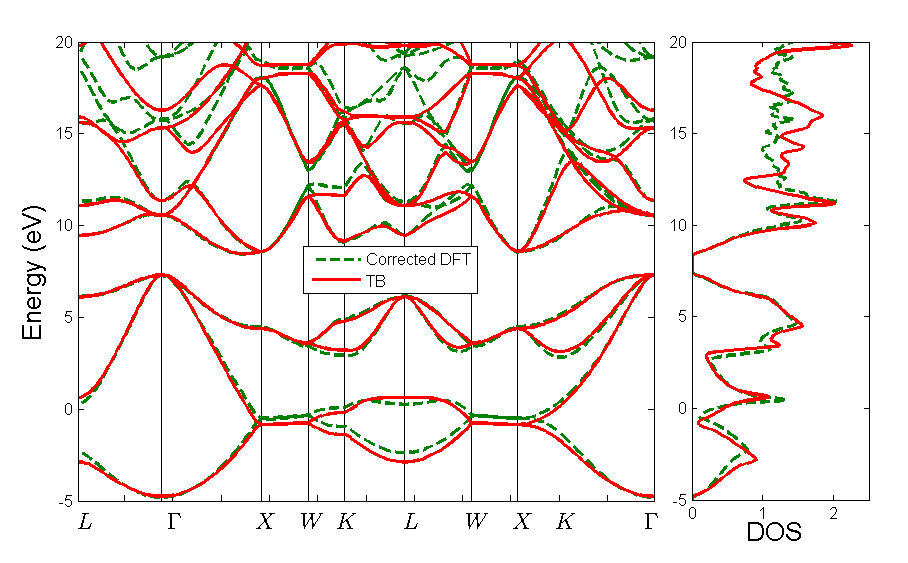 20
15
10
5
0
-5
Energy (eV)
L Γ X W K L W X K Γ
Corrected DFT
TB
20
15
10
5
0
-5
0 1 2
DOS